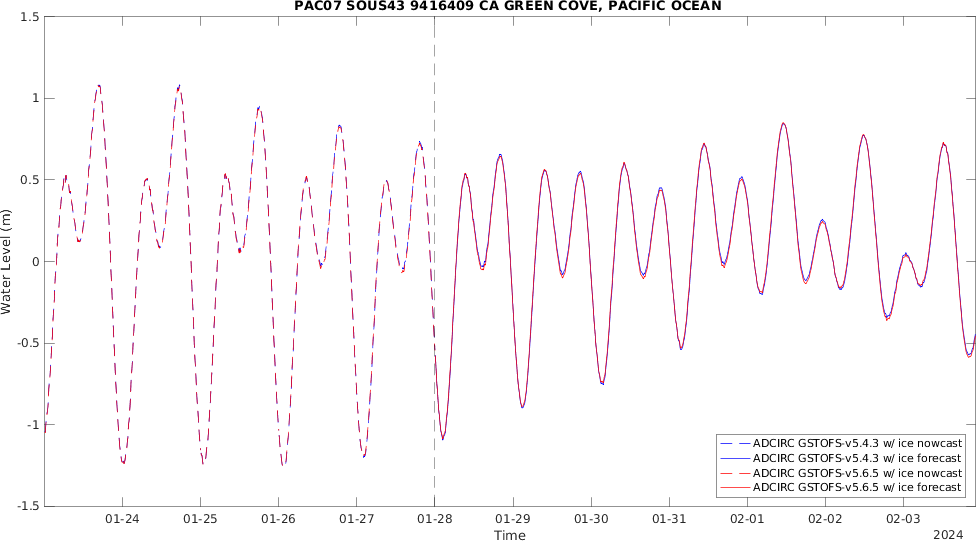 PAC07 SOUS43 9416409 CA GREEN COVE, PACIFIC OCEAN
1.5
1
0.5
0
-0.5
-1
-1.5
Water Level (m)
01-24 01-25 01-26 01-27 01-28 01-29 01-30 01-31 02-01 02-02 02-03
Time
2024
ADCIRC GSTOFS-v5.4.3 w/ ice nowcast
ADCIRC GSTOFS-v5.4.3 w/ ice forecast
ADCIRC GSTOFS-v5.6.5 w/ ice nowcast
ADCIRC GSTOFS-v5.6.5 w/ ice forecast